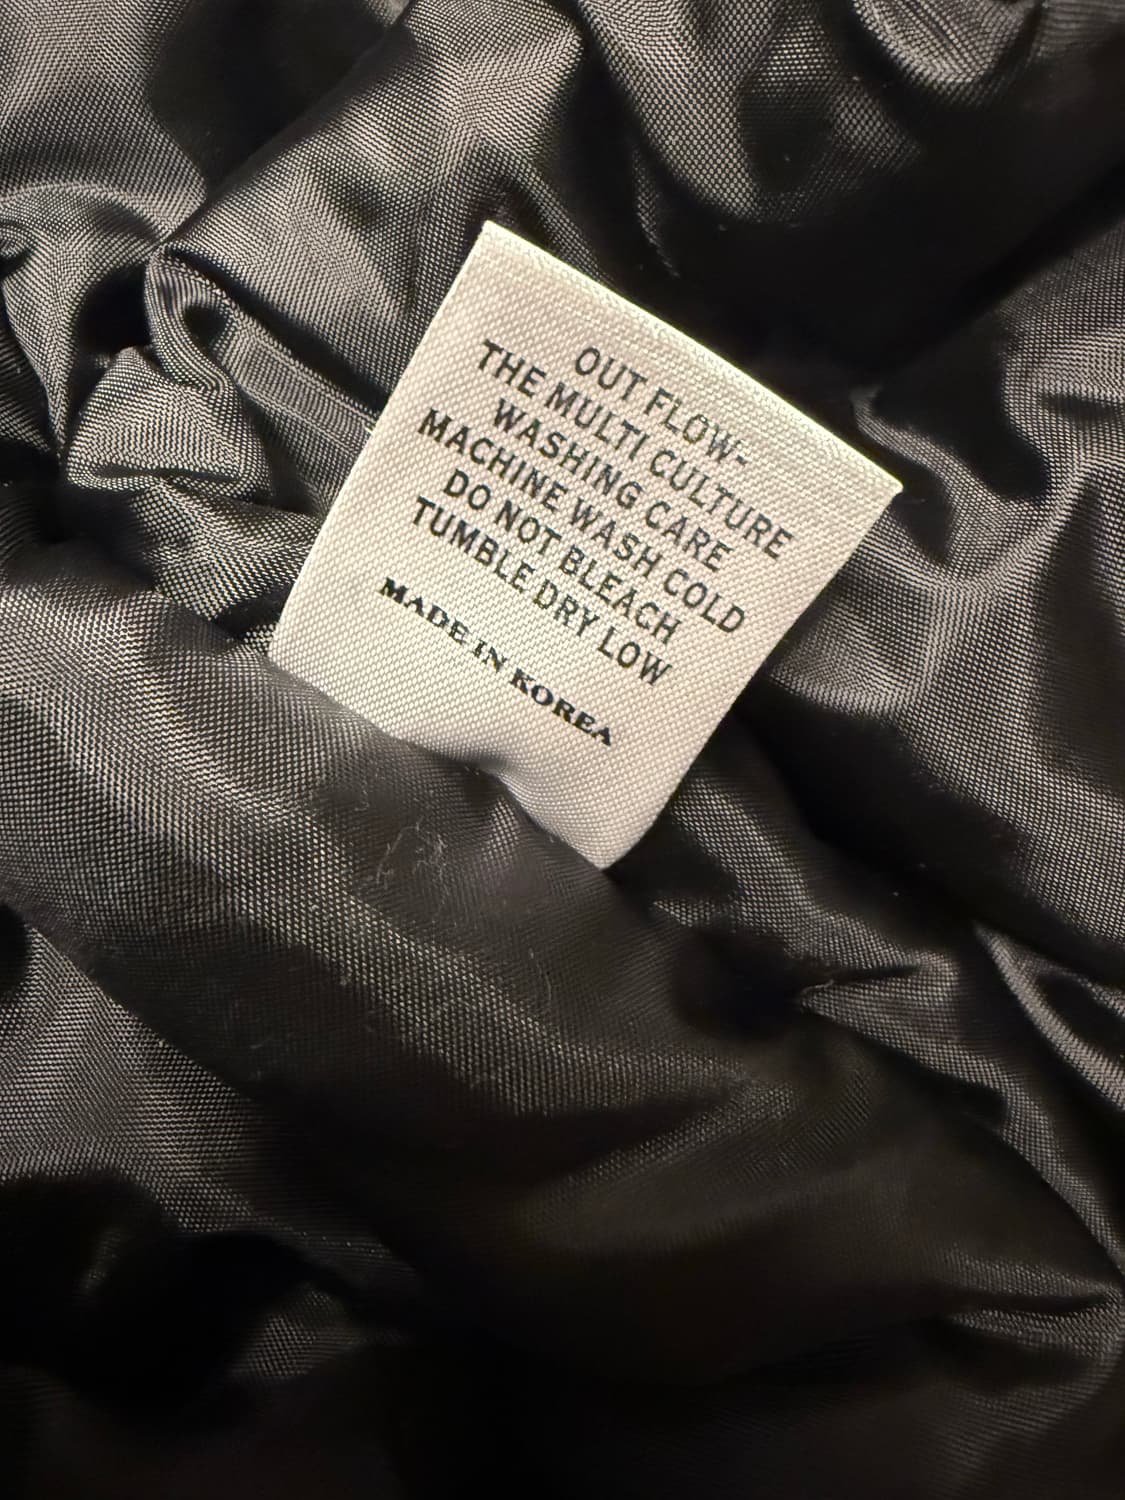 OUT FLOW-
THE MULTI CULTURE
WASHING CARE
MACHINE WASH COLD
DO NOT BLEACH
TUMBLE DRY LOW
MADE IN KOREA